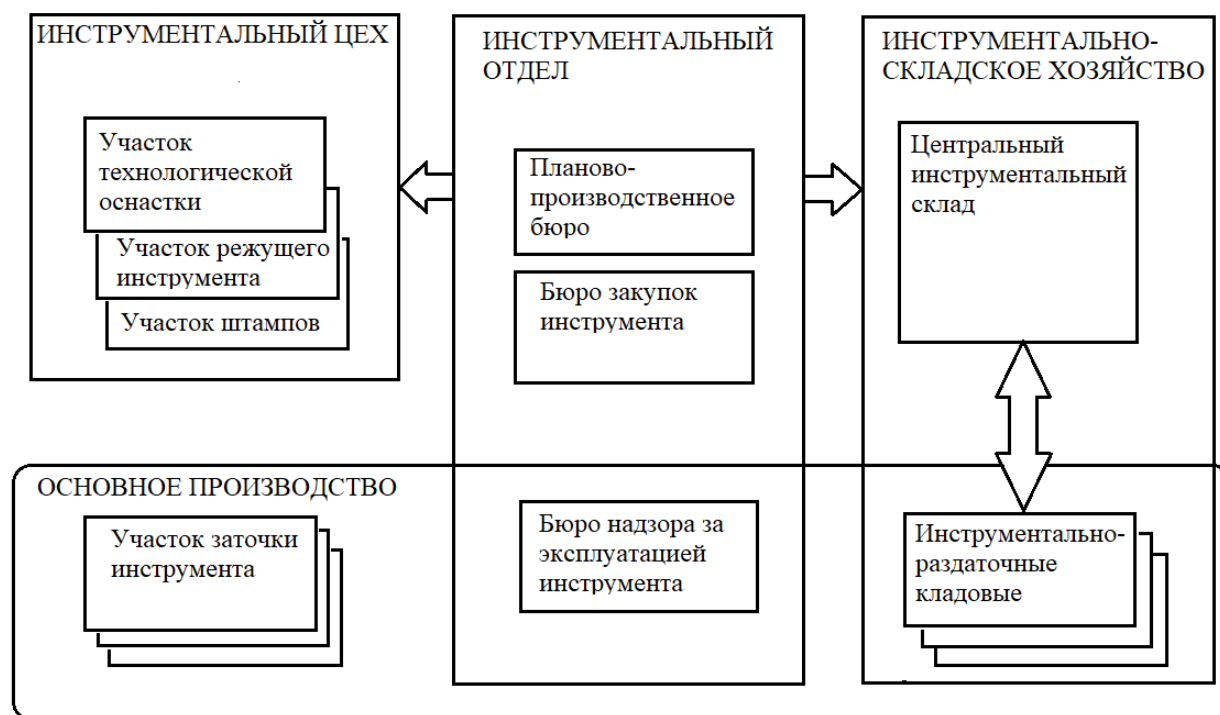 ИНСТРУМЕНТАЛЬНЫЙ ЦЕХ
Участок
технологической
оснастки
Участок режущего
инструмента
Участок штампов
ИНСТРУМЕНТАЛЬНЫЙ
ОТДЕЛ
Планово-
производственное
бюро
Бюро закупок
инструмента
ИНСТРУМЕНТАЛЬНО-
СКЛАДСКОЕ ХОЗЯЙСТВО
Центральный
инструментальный
склад
ОСНОВНОЕ ПРОИЗВОДСТВО
Участок заточки
инструмента
Бюро надзора за
эксплуатацией
инструмента
Инструментально-
раздаточные
кладовые